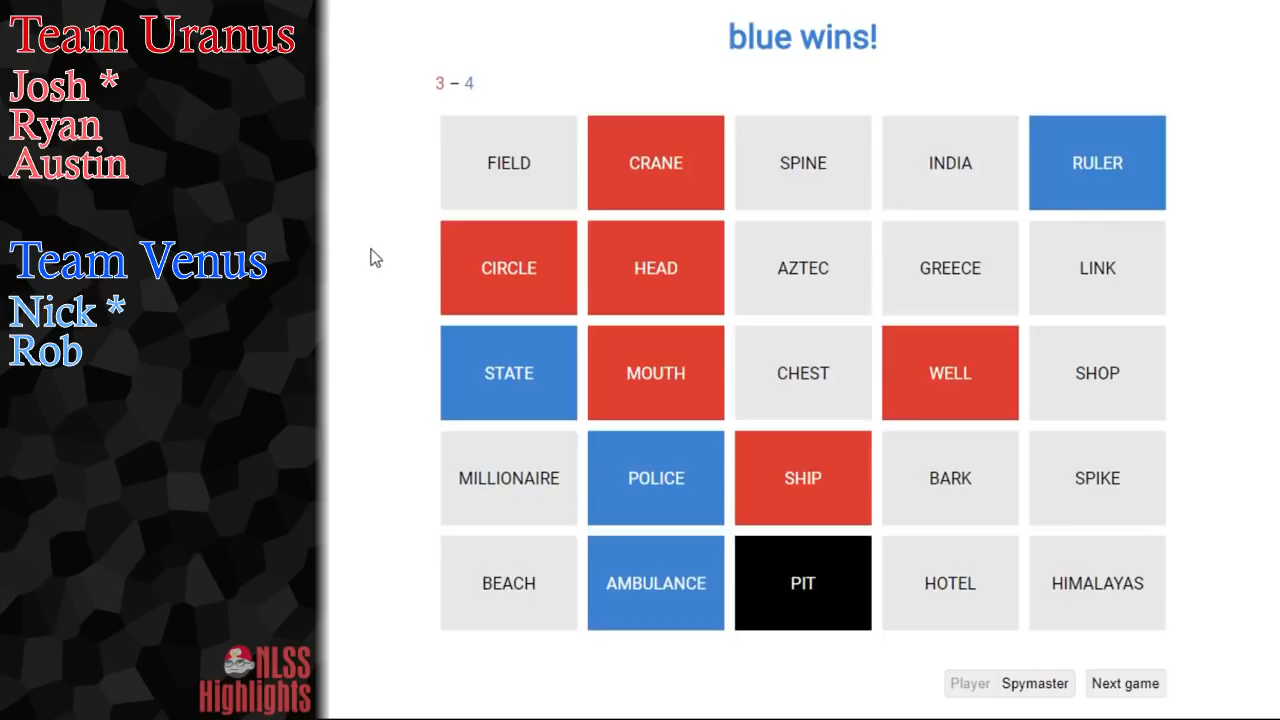 Team Uranus
Josh *
Ryan
Austin
Team Venus
Nick *
Rob
NLSS
Highlights
blue wins!
3 – 4
FIELD CRANE SPINE INDIA RULER
CIRCLE HEAD AZTEC GREECE LINK
STATE MOUTH CHEST WELL SHOP
MILLIONAIRE POLICE SHIP BARK SPIKE
BEACH AMBULANCE PIT HOTEL HIMALAYAS
Player Spymaster Next game